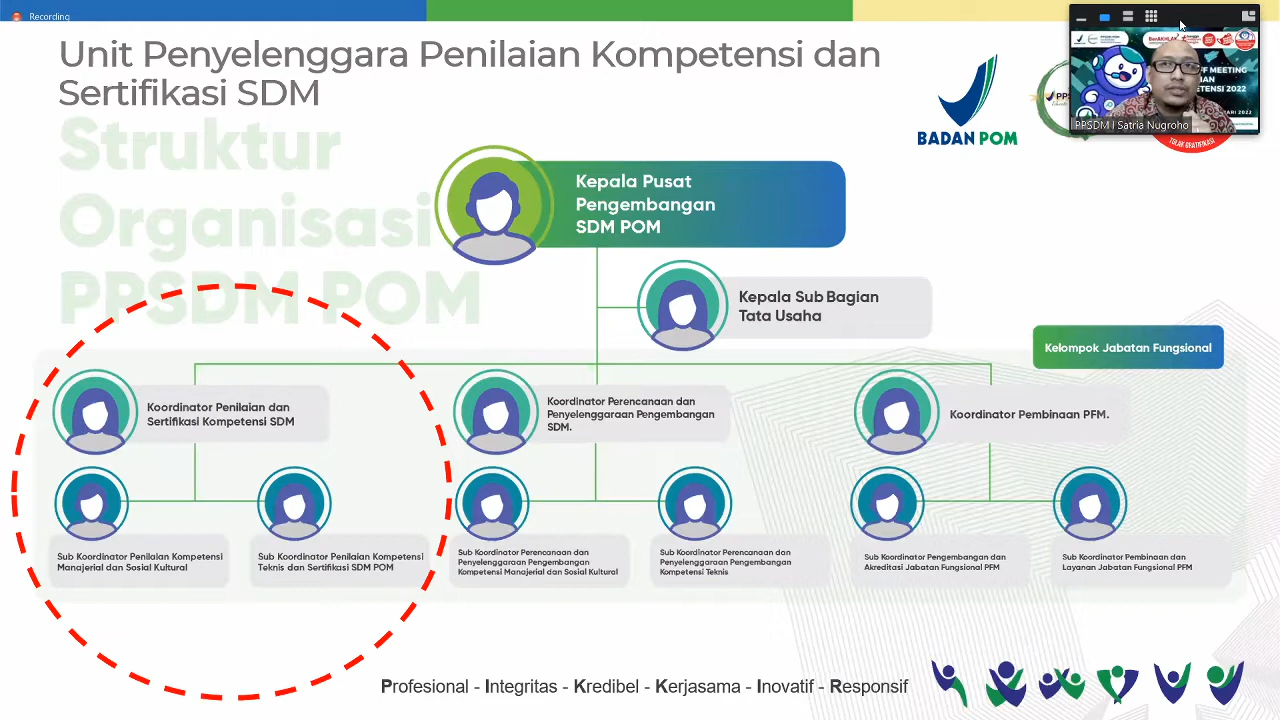 Recording
Unit Penyelenggara Penilaian Kompetensi dan
Sertifikasi SDM
Struktur
Organisasi
PPSDM POM
BADAN POM
PPSDM | Satria Nugroho
TOLAK GRATIFIKASI
Kepala Pusat
Pengembangan
SDM POM
Kepala Sub Bagian
Tata Usaha
Kelompok Jabatan Fungsional
Koordinator Penilaian dan
Sertifikasi Kompetensi SDM
Koordinator Perencanaan dan
Penyelenggaraan Pengembangan
SDM.
Koordinator Pembinaan PFM.
Sub Koordinator Penilaian Kompetensi
Manajerial dan Sosial Kultural
Sub Koordinator Penilaian Kompetensi
Teknis dan Sertifikasi SDM POM
Sub Koordinator Perencanaan dan
Penyelenggaraan Pengembangan
Kompetensi Manajerial dan Sosial Kultural
Sub Koordinator Perencanaan dan
Penyelenggaraan Pengembangan
Kompetensi Teknis
Sub Koordinator Pengembangan dan
Akreditasi Jabatan Fungsional PFM
Sub Koordinator Pembinaan dan
Layanan Jabatan Fungsional PFM
Profesional - Integritas - Kredibel - Kerjasama - Inovatif - Responsif